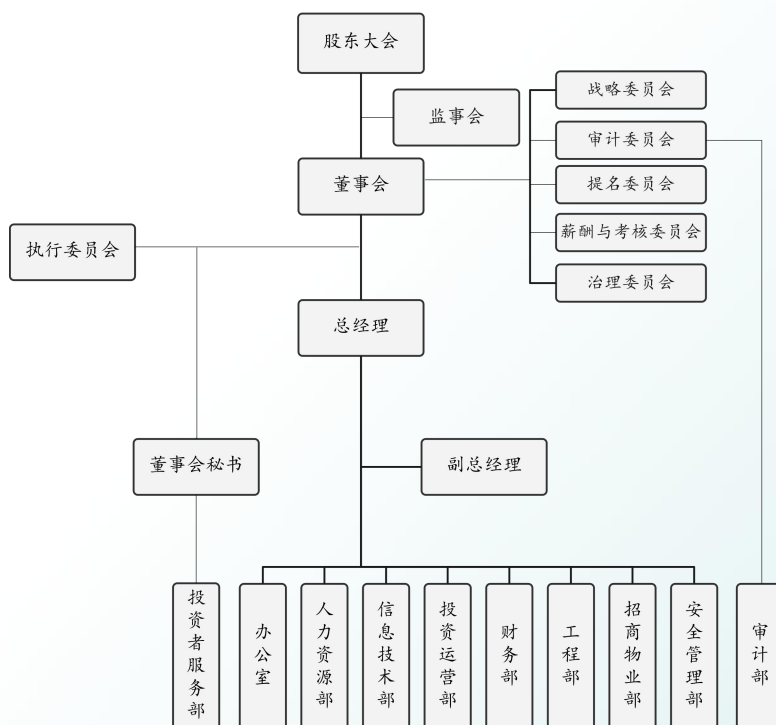 股东大会
监事会
战略委员会
审计委员会
董事会
提名委员会
薪酬与考核委员会
执行委员会
治理委员会
总经理
董事会秘书
副总经理
投资者服务部
办公室
人力资源部
信息技术部
投资运营部
财务部
工程部
招商物业部
安全管理部
审计部